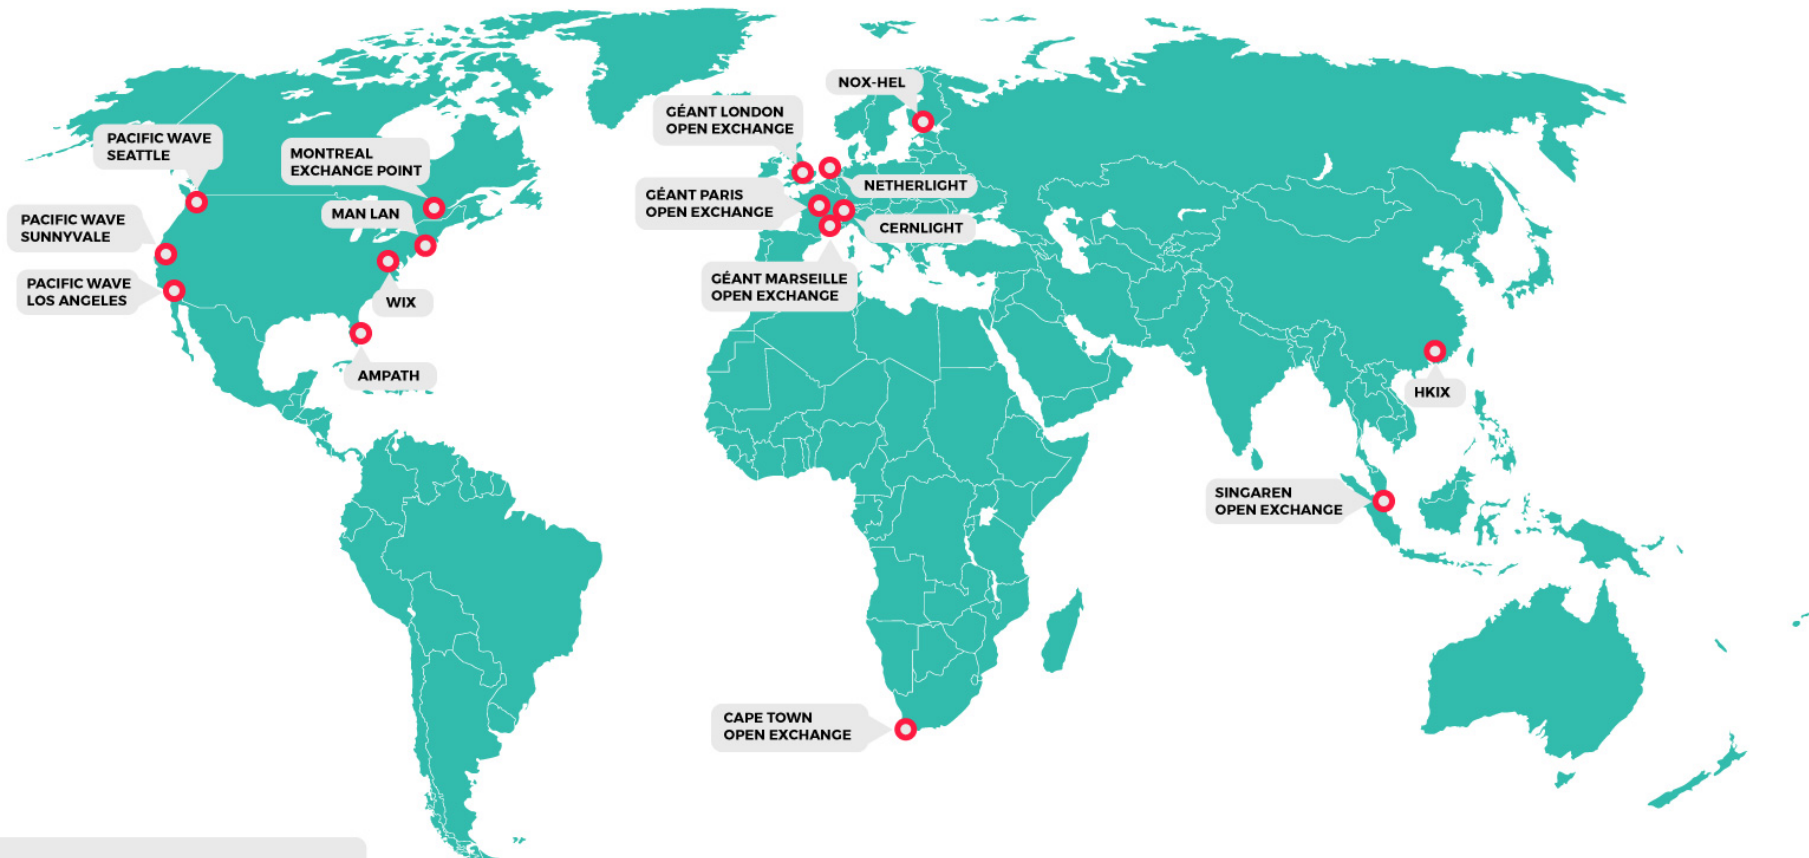 NOX-HEL
GÉANT LONDON
OPEN EXCHANGE
PACIFIC WAVE
SEATTLE
MONTREAL
EXCHANGE POINT
NETHERLIGHT
GÉANT PARIS
OPEN EXCHANGE
MAN LAN
PACIFIC WAVE
SUNNYVALE
CERNLIGHT
PACIFIC WAVE
LOS ANGELES
GÉANT MARSEILLE
OPEN EXCHANGE
WIX
AMPATH
HKIX
SINGAREN
OPEN EXCHANGE
CAPE TOWN
OPEN EXCHANGE